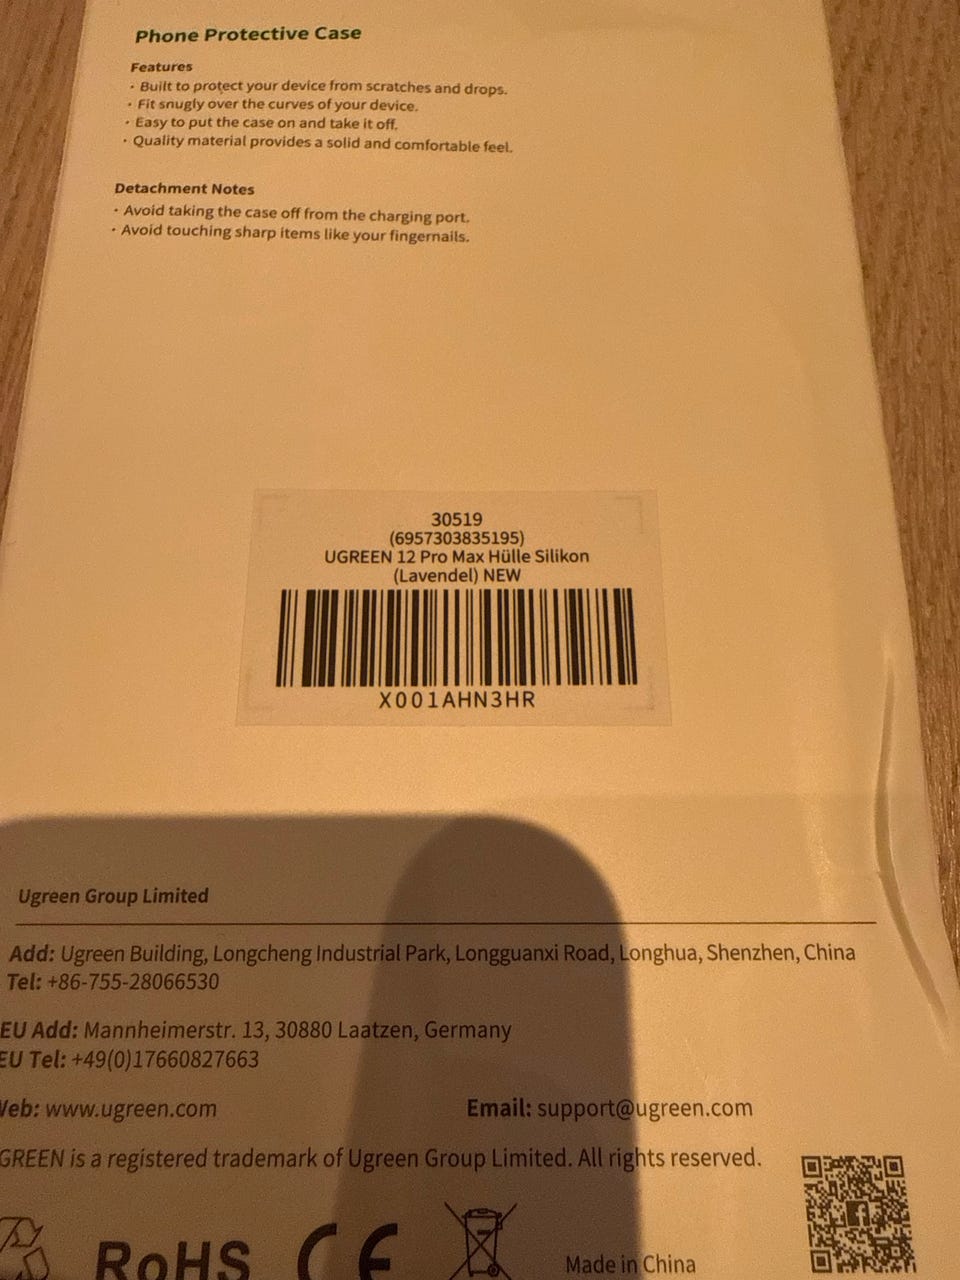 Phone Protective Case
Features
· Built to protect your device from scratches and drops.
· Fit snugly over the curves of your device.
· Easy to put the case on and take it off.
· Quality material provides a solid and comfortable feel.
Detachment Notes
· Avoid taking the case off from the charging port.
· Avoid touching sharp items like your fingernails.
30519
(6957303835195)
UGREEN 12 Pro Max Hülle Silikon
(Lavendel) NEW
X001AHN3HR
Ugreen Group Limited
Add: Ugreen Building, Longcheng Industrial Park, Longguanxi Road, Longhua, Shenzhen, China
Tel: +86-755-28066530
EU Add: Mannheimerstr. 13, 30880 Laatzen, Germany
EU Tel: +49(0)17660827663
Web: www.ugreen.com
Email: support@ugreen.com
GREEN is a registered trademark of Ugreen Group Limited. All rights reserved.
RoHS
CE
Made in China